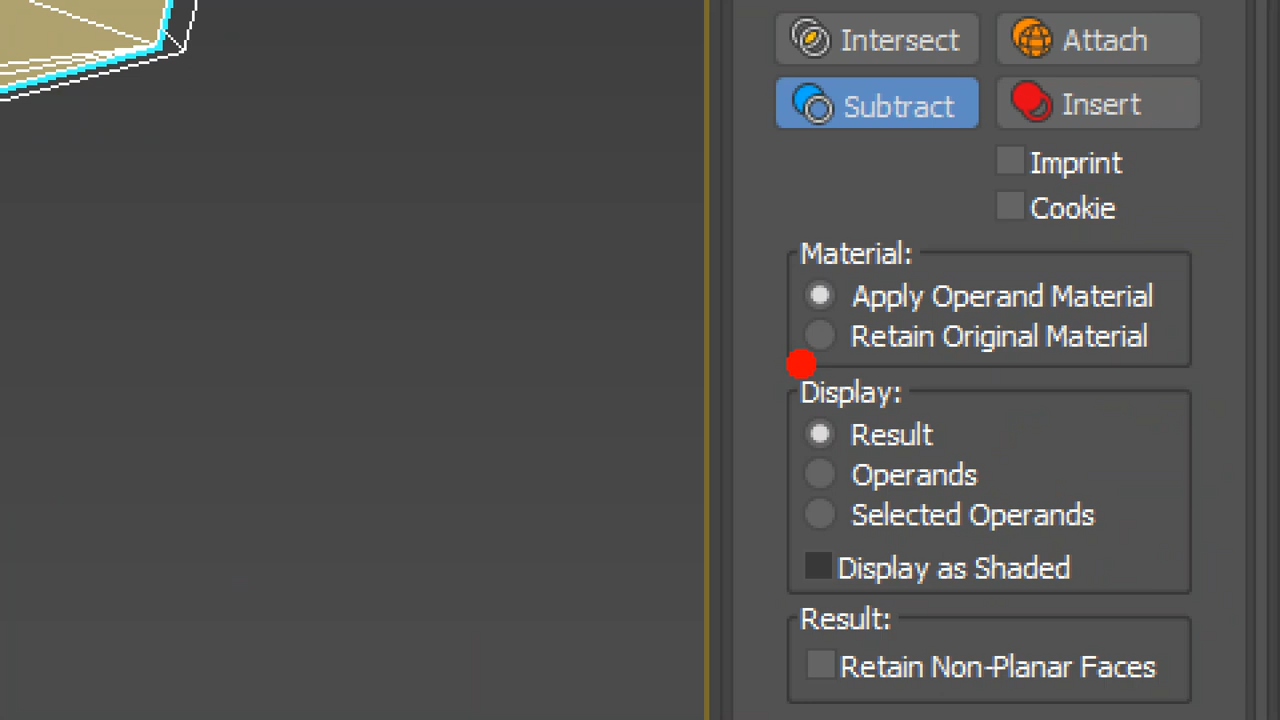 Intersect Attach
Subtract Insert
Imprint
Cookie
Material:
Apply Operand Material
Retain Original Material
Display:
Result
Operands
Selected Operands
Display as Shaded
Result:
Retain Non-Planar Faces